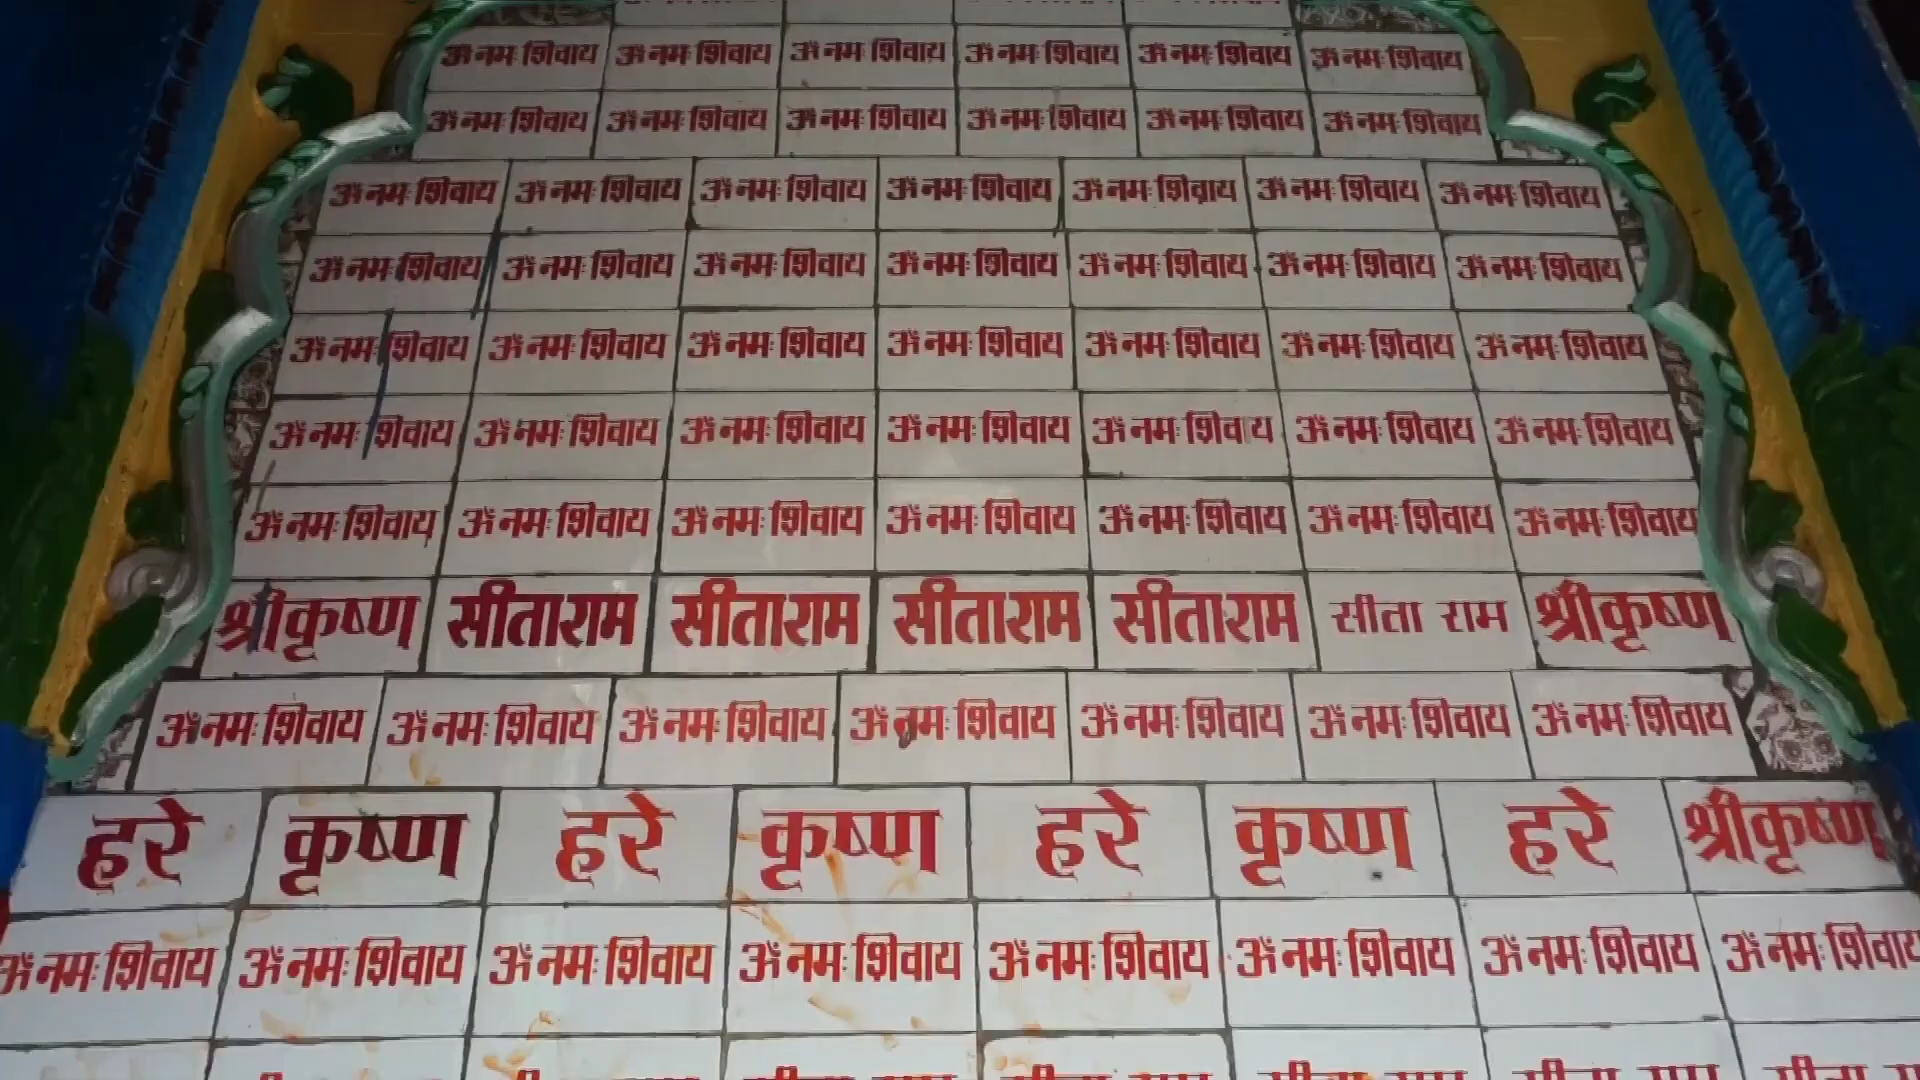 ॐ नमः शिवाय ॐ नमः शिवाय ॐ नमः शिवाय ॐ नमः शिवाय ॐ नमः शिवाय ॐ नमः शिवाय
ॐ नमः शिवाय ॐ नमः शिवाय ॐ नमः शिवाय ॐ नमः शिवाय ॐ नमः शिवाय ॐ नमः शिवाय
ॐ नमः शिवाय ॐ नमः शिवाय ॐ नमः शिवाय ॐ नमः शिवाय ॐ नमः शिवाय ॐ नमः शिवाय ॐ नमः शिवाय
ॐ नमः शिवाय ॐ नमः शिवाय ॐ नमः शिवाय ॐ नमः शिवाय ॐ नमः शिवाय ॐ नमः शिवाय ॐ नमः शिवाय
ॐ नमः शिवाय ॐ नमः शिवाय ॐ नमः शिवाय ॐ नमः शिवाय ॐ नमः शिवाय ॐ नमः शिवाय ॐ नमः शिवाय
ॐ नमः शिवाय ॐ नमः शिवाय ॐ नमः शिवाय ॐ नमः शिवाय ॐ नमः शिवाय ॐ नमः शिवाय ॐ नमः शिवाय
ॐ नमः शिवाय ॐ नमः शिवाय ॐ नमः शिवाय ॐ नमः शिवाय ॐ नमः शिवाय ॐ नमः शिवाय ॐ नमः शिवाय
श्रीकृष्ण सीताराम सीताराम सीताराम सीताराम सीता राम श्रीकृष्ण
ॐ नमः शिवाय ॐ नमः शिवाय ॐ नमः शिवाय ॐ नमः शिवाय ॐ नमः शिवाय ॐ नमः शिवाय ॐ नमः शिवाय
हरे कृष्ण हरे कृष्ण हरे कृष्ण हरे श्रीकृष्ण
ॐ नमः शिवाय ॐ नमः शिवाय ॐ नमः शिवाय ॐ नमः शिवाय ॐ नमः शिवाय ॐ नमः शिवाय ॐ नमः शिवाय ॐ नमः शिवाय